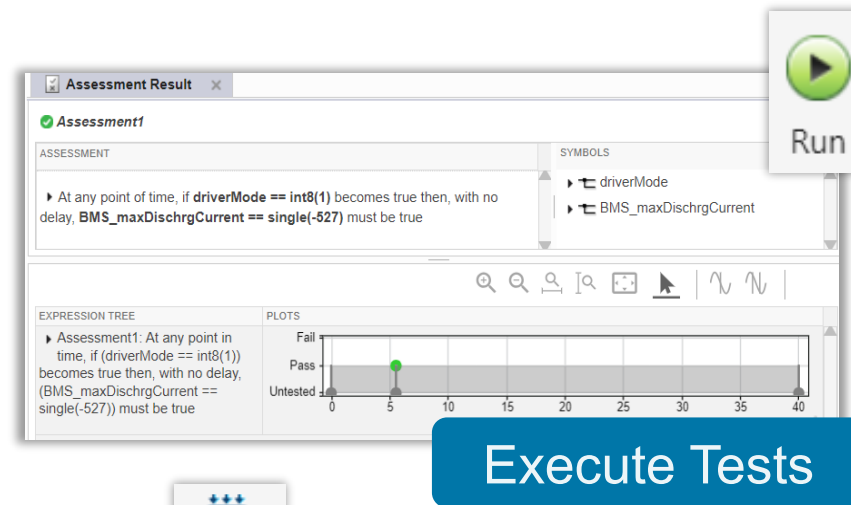 Assessment Result
Run
Assessment1
ASSESSMENT
SYMBOLS
At any point of time, if driverMode == int8(1) becomes true then, with no
delay, BMS_maxDischrgCurrent == single(-527) must be true
driverMode
BMS_maxDischrgCurrent
EXPRESSION TREE
PLOTS
Assessment1: At any point in
time, if (driverMode == int8(1))
becomes true then, with no delay,
(BMS_maxDischrgCurrent ==
single(-527)) must be true
Fail
Pass
Untested
0 5 10 15 20 25 30 35 40
Execute Tests